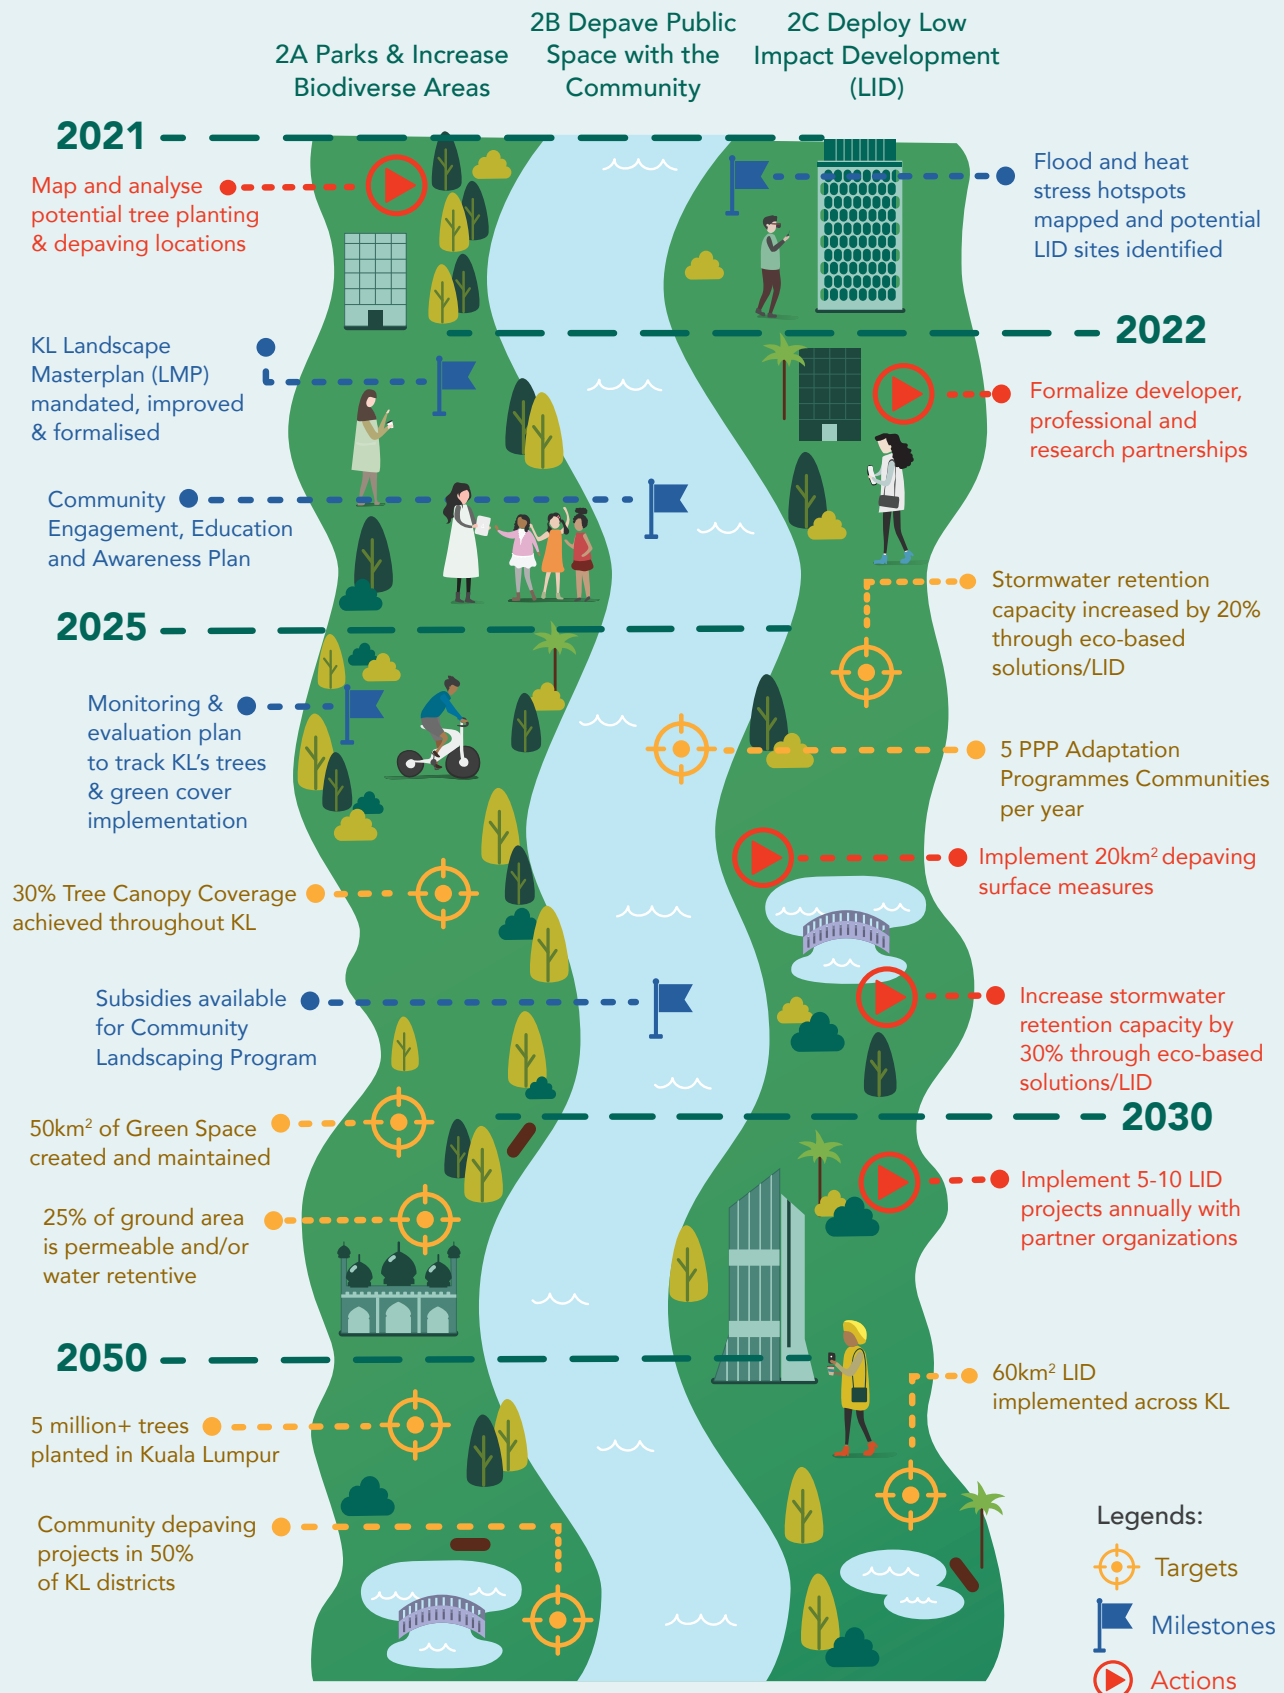 2A Parks & Increase
Biodiverse Areas
2B Depave Public
Space with the
Community
2C Deploy Low
Impact Development
(LID)
2021
Map and analyse
potential tree planting
& depaving locations
Flood and heat
stress hotspots
mapped and potential
LID sites identified
2022
KL Landscape
Masterplan (LMP)
mandated, improved
& formalised
Formalize developer,
professional and
research partnerships
Community
Engagement, Education
and Awareness Plan
Stormwater retention
capacity increased by 20%
through eco-based
solutions/LID
2025
Monitoring &
evaluation plan
to track KL's trees
& green cover
implementation
5 PPP Adaptation
Programmes Communities
per year
Implement 20km² depaving
surface measures
30% Tree Canopy Coverage
achieved throughout KL
Subsidies available
for Community
Landscaping Program
Increase stormwater
retention capacity by
30% through eco-based
solutions/LID
2030
50km² of Green Space
created and maintained
Implement 5-10 LID
projects annually with
partner organizations
25% of ground area
is permeable and/or
water retentive
2050
60km² LID
implemented across KL
5 million+ trees
planted in Kuala Lumpur
Community depaving
projects in 50%
of KL districts
Legends:
Targets
Milestones
Actions